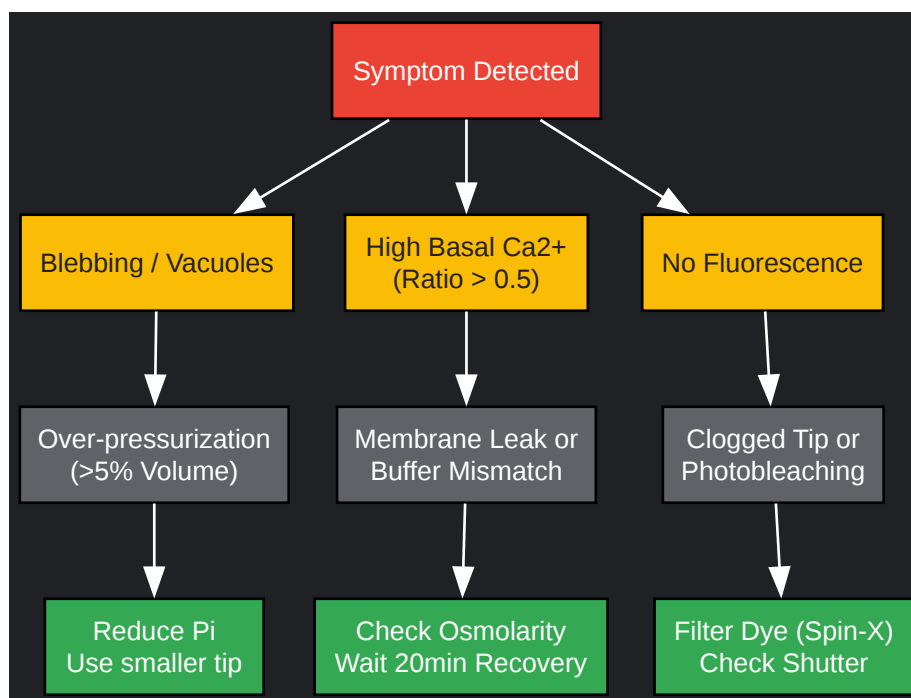 Symptom Detected
Blebbing / Vacuoles
High Basal Ca2+
(Ratio > 0.5)
No Fluorescence
Over-pressurization
(>5% Volume)
Membrane Leak or
Buffer Mismatch
Clogged Tip or
Photobleaching
Reduce Pi
Use smaller tip
Check Osmolarity
Wait 20min Recovery
Filter Dye (Spin-X)
Check Shutter